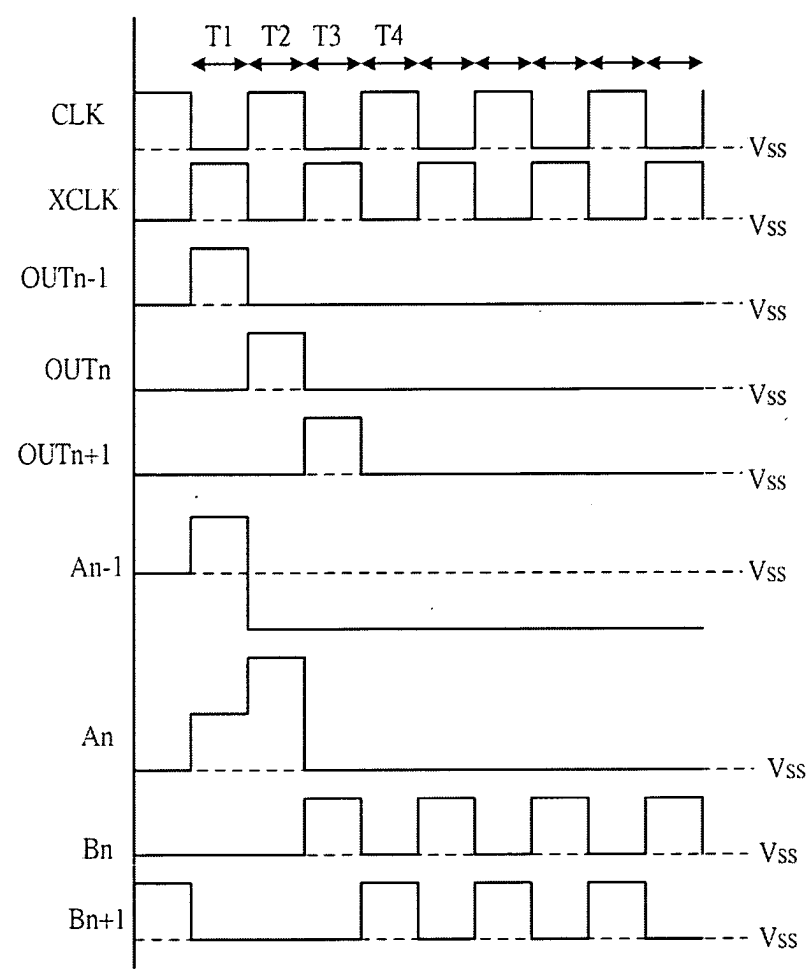 T1 T2 T3 T4
CLK
Vss
XCLK
Vss
OUTn-1
Vss
OUTn
Vss
OUTn+1
Vss
An-1
Vss
An
Vss
Bn
Vss
Bn+1
Vss